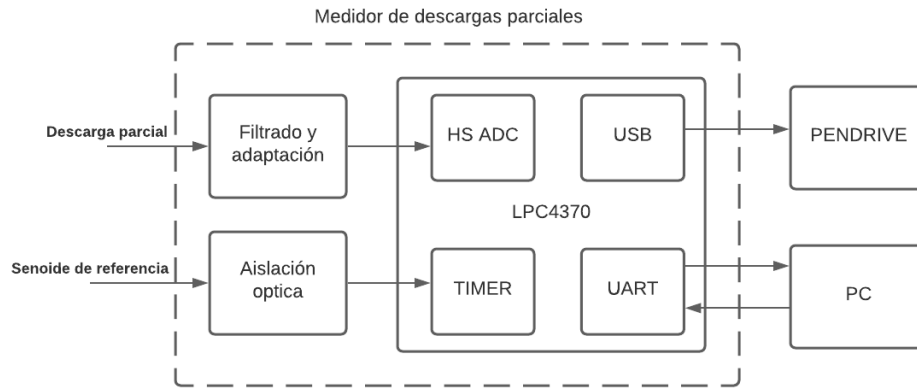 Medidor de descargas parciales
Descarga parcial
Filtrado y
adaptación
HS ADC
USB
PENDRIVE
LPC4370
Senoide de referencia
Aislación
optica
TIMER
UART
PC